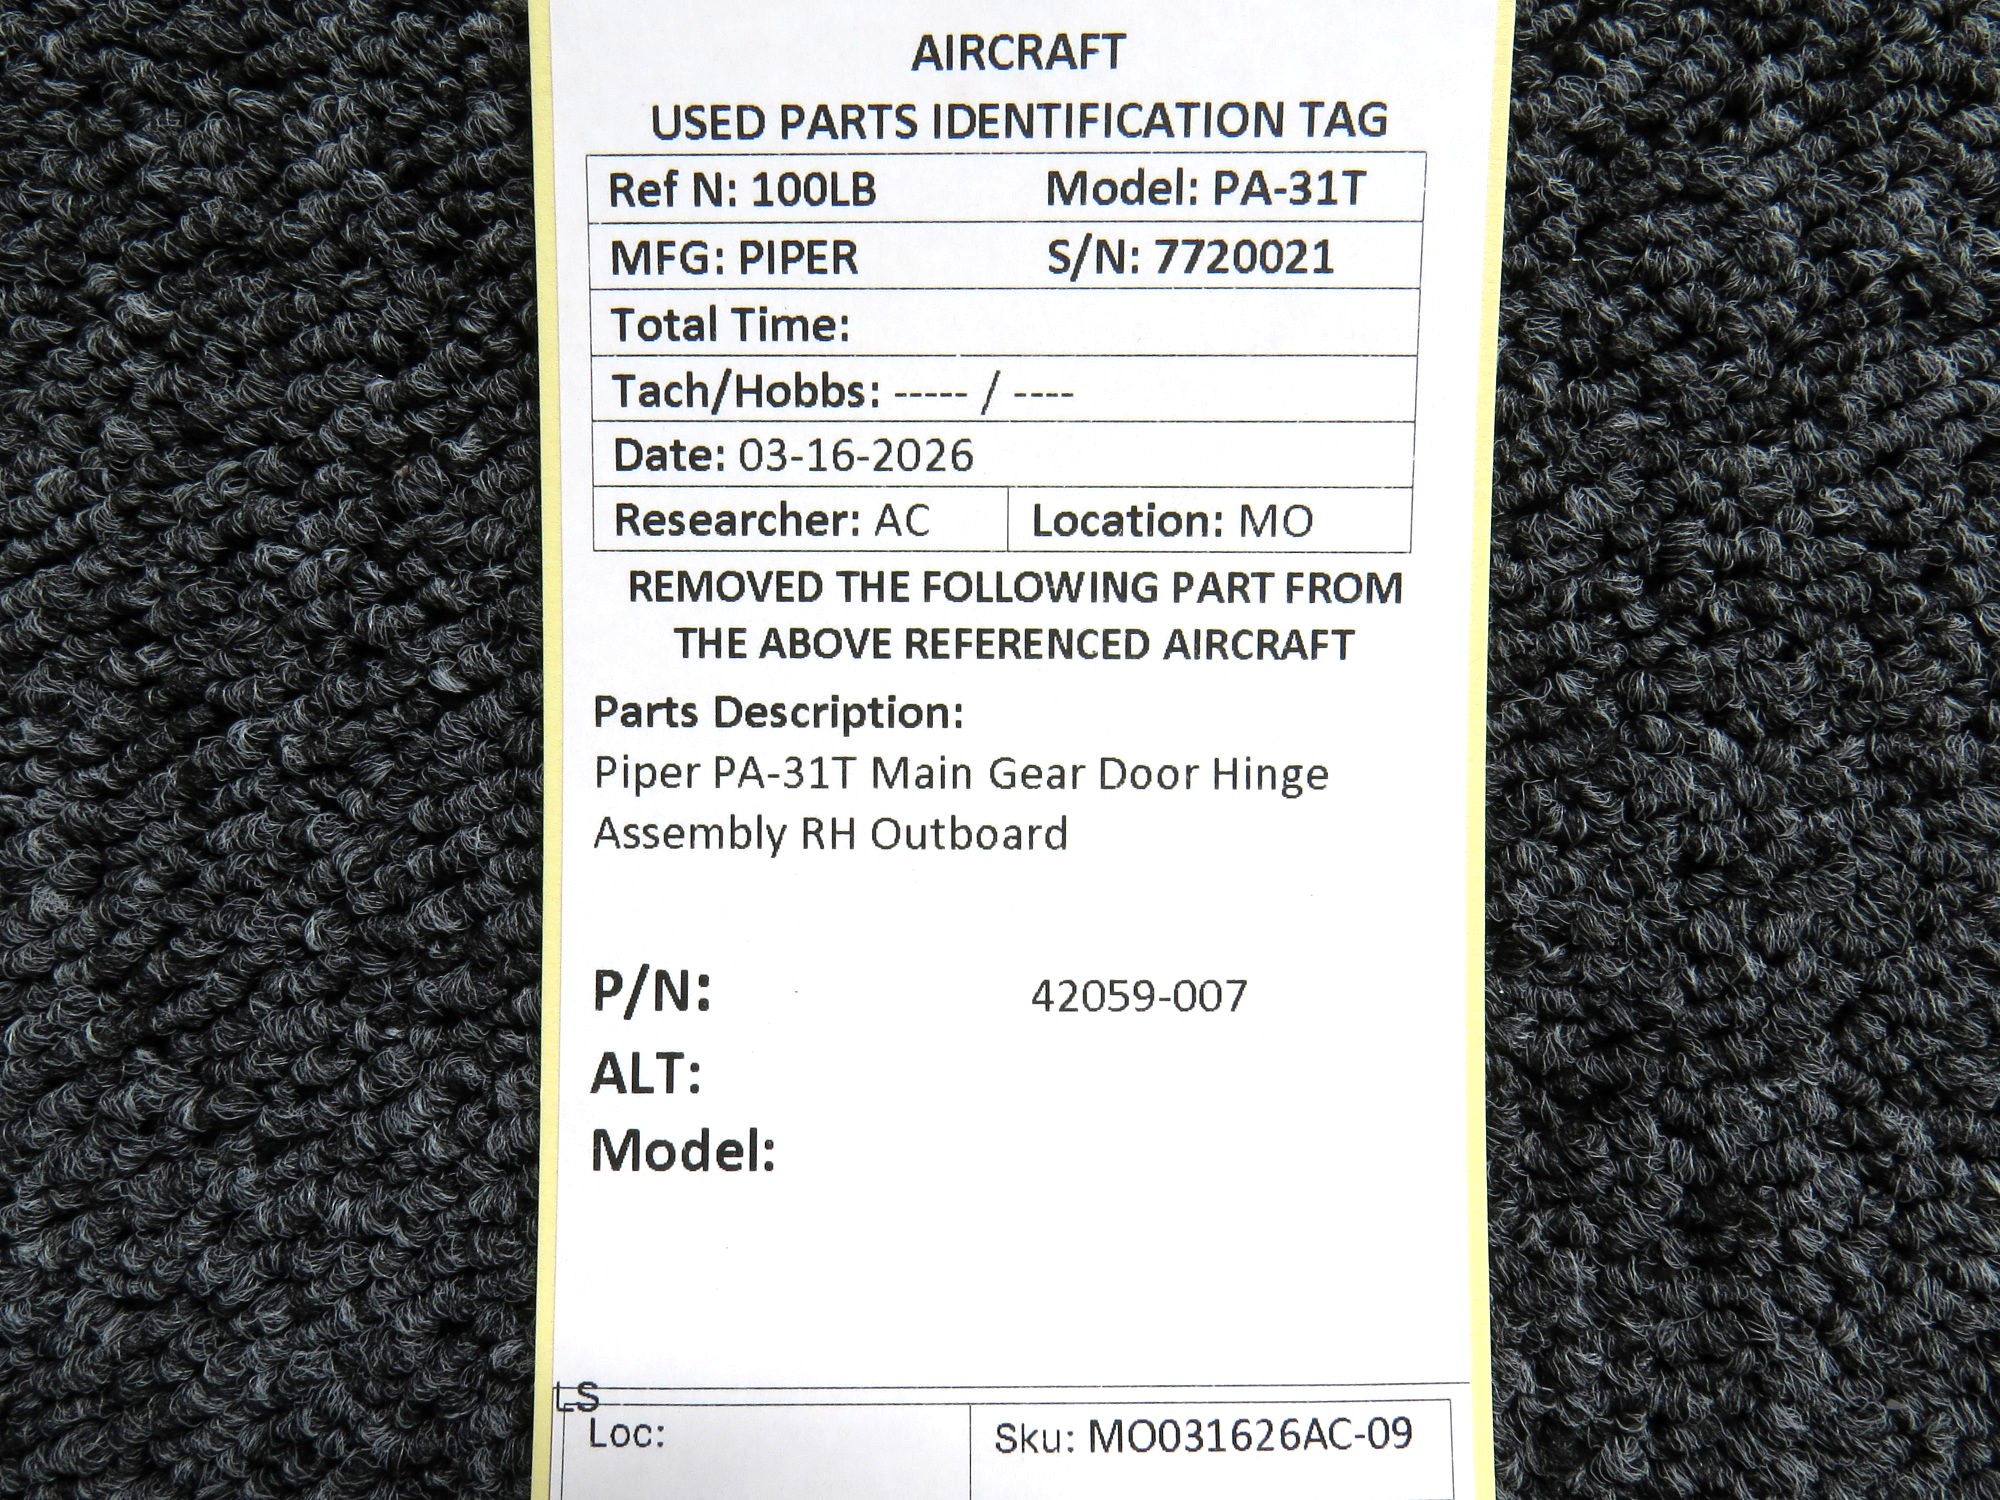 AIRCRAFT
USED PARTS IDENTIFICATION TAG
Ref N: 100LB Model: PA-31T
MFG: PIPER S/N: 7720021
Total Time:
Tach/Hobbs: ----- / ----
Date: 03-16-2026
Researcher: AC Location: MO
REMOVED THE FOLLOWING PART FROM
THE ABOVE REFERENCED AIRCRAFT
Parts Description:
Piper PA-31T Main Gear Door Hinge
Assembly RH Outboard
P/N: 42059-007
ALT:
Model:
LS
Loc: Sku: MO031626AC-09